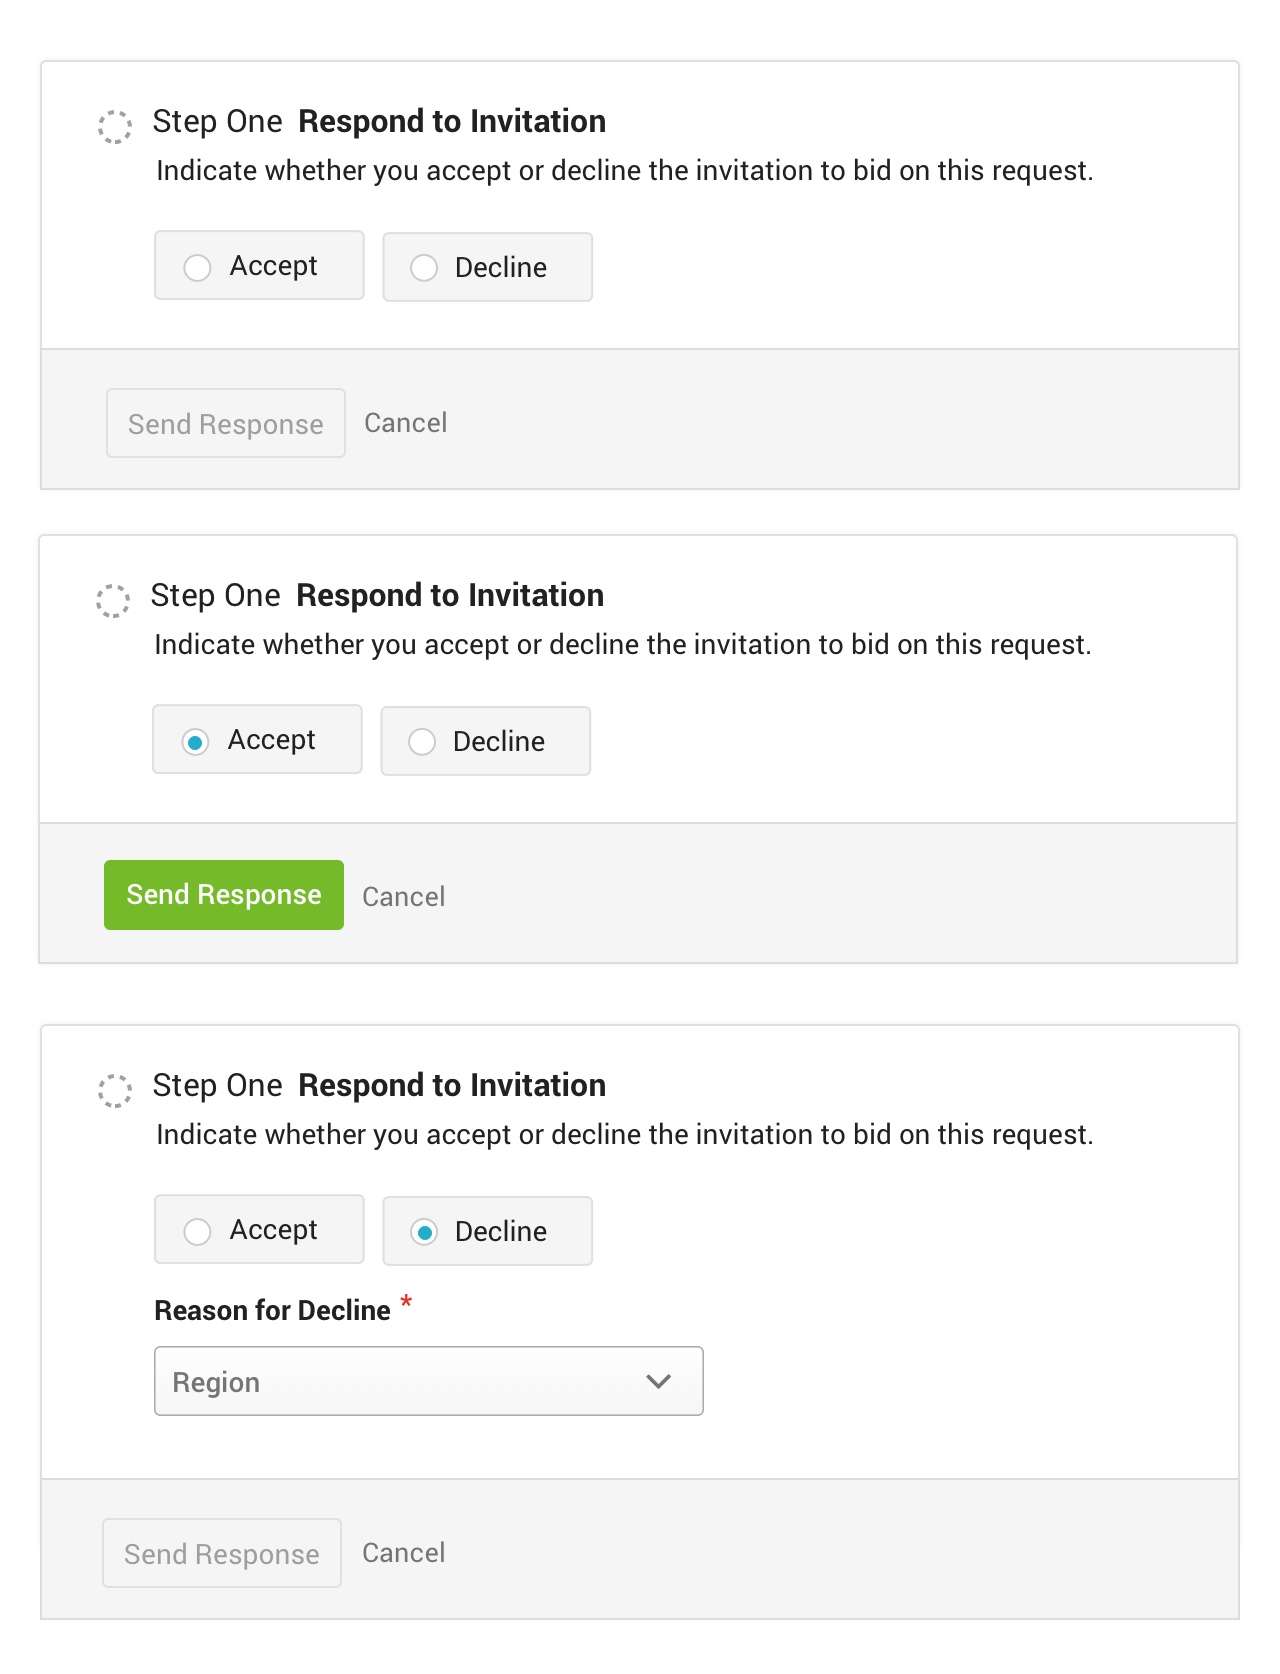 Step One Respond to Invitation
Indicate whether you accept or decline the invitation to bid on this request.
Accept Decline
Send Response Cancel
Step One Respond to Invitation
Indicate whether you accept or decline the invitation to bid on this request.
Accept Decline
Send Response Cancel
Step One Respond to Invitation
Indicate whether you accept or decline the invitation to bid on this request.
Accept Decline
Reason for Decline *
Region
Send Response Cancel